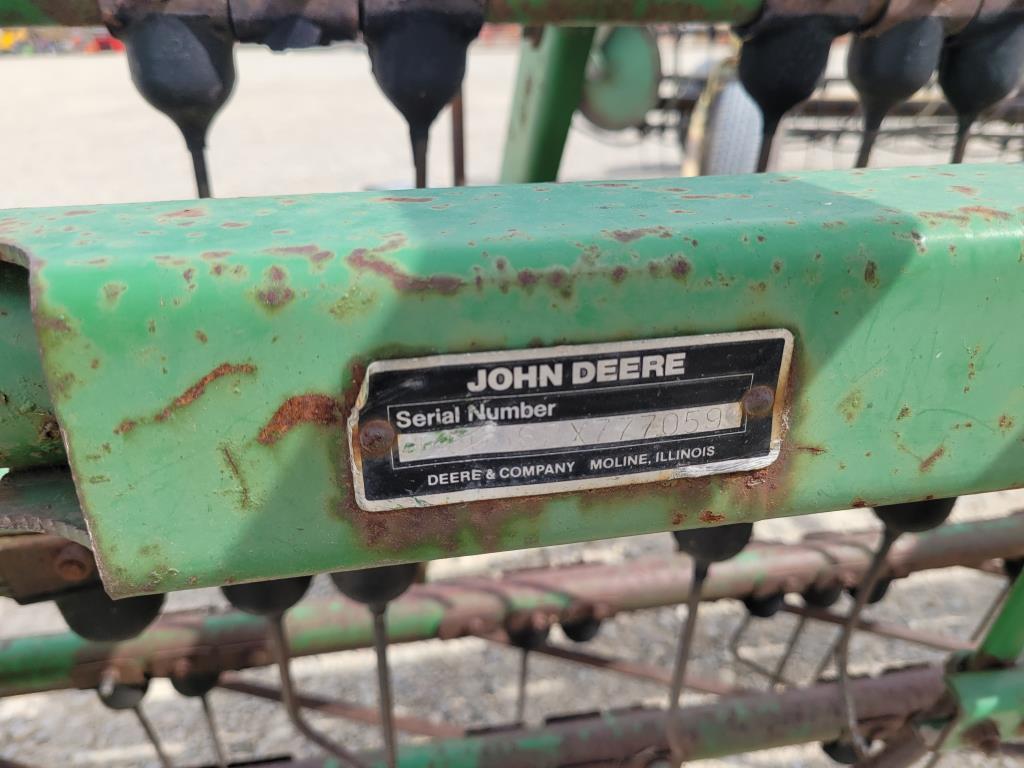 JOHN DEERE
Serial Number
X777059
DEERE & COMPANY MOLINE, ILLINOIS